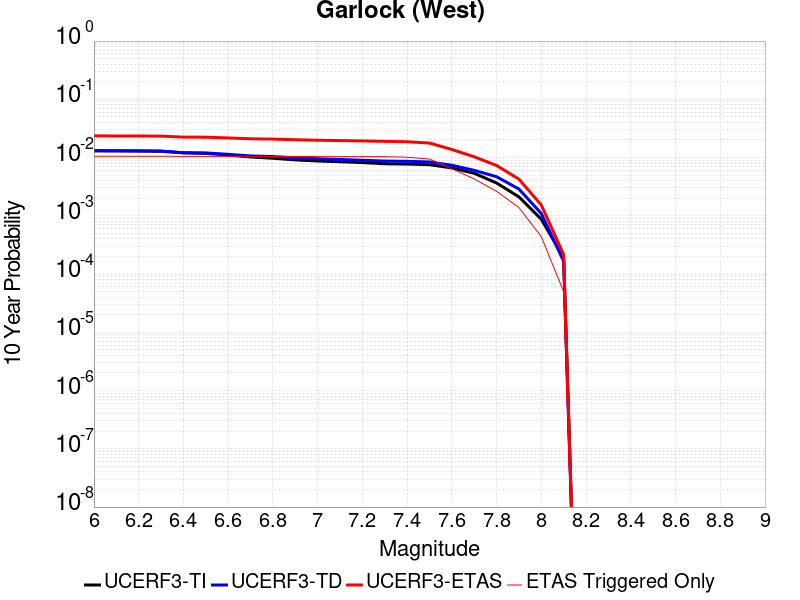 Garlock (West)
10^0
10^-1
10^-2
10^-3
10^-4
10^-5
10^-6
10^-7
10^-8
10 Year Probability
6 6.2 6.4 6.6 6.8 7 7.2 7.4 7.6 7.8 8 8.2 8.4 8.6 8.8 9
Magnitude
UCERF3-TI UCERF3-TD UCERF3-ETAS ETAS Triggered Only